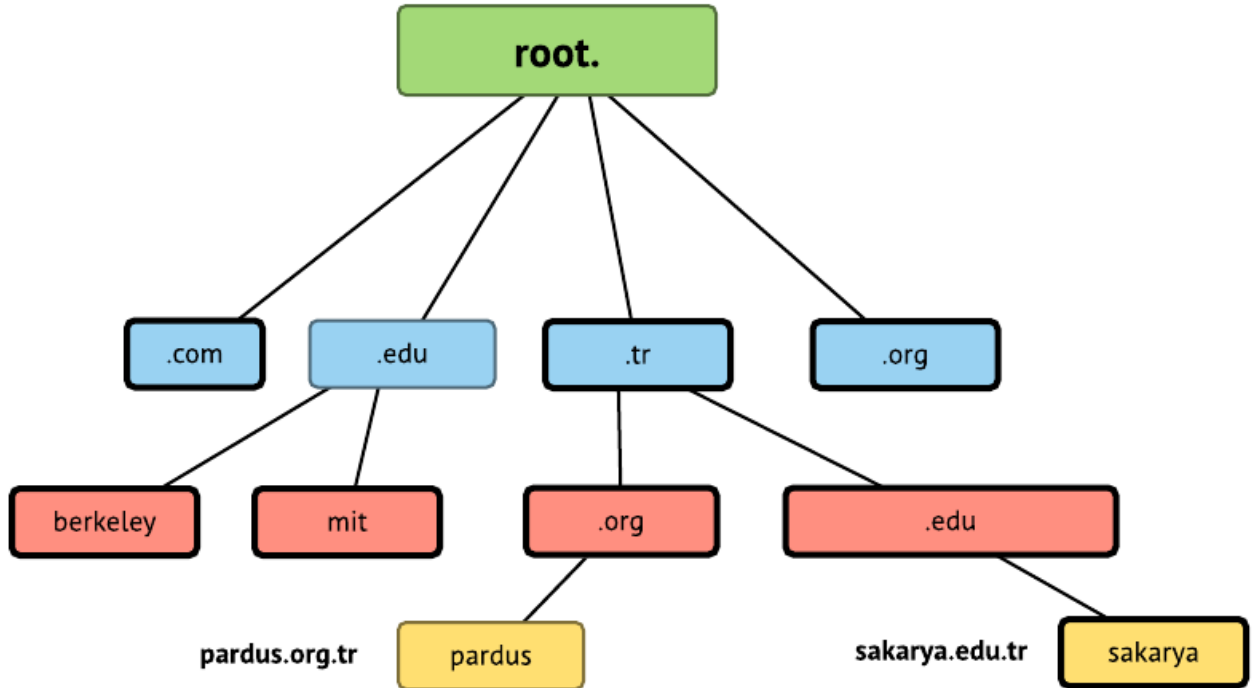 root.
.com
.edu
.tr
.org
berkeley
mit
.org
.edu
pardus.org.tr
pardus
sakarya.edu.tr
sakarya